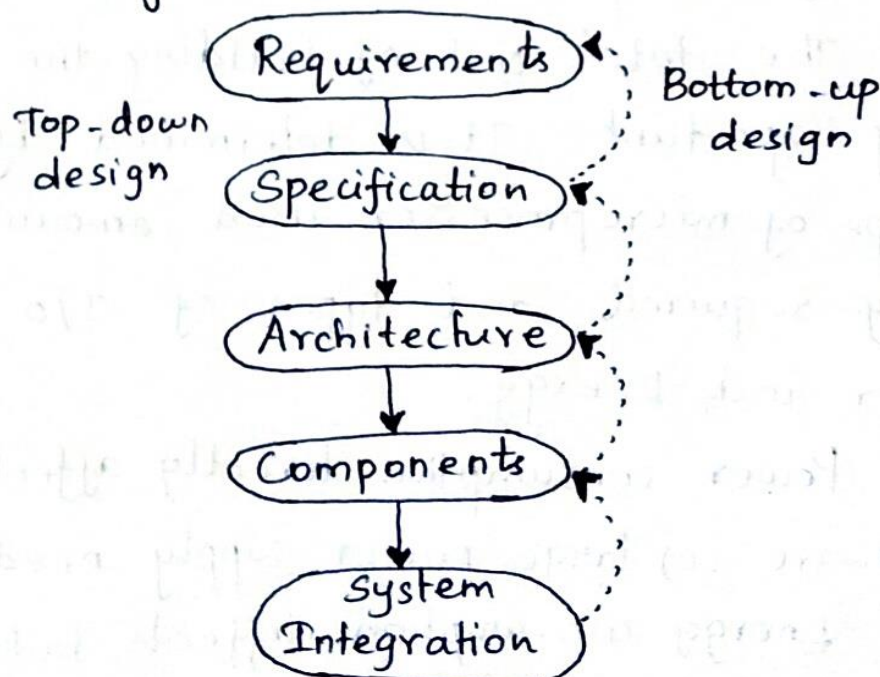 Requirements
Top-down
design
Bottom-up
design
Specification
Architecture
Components
System
Integration